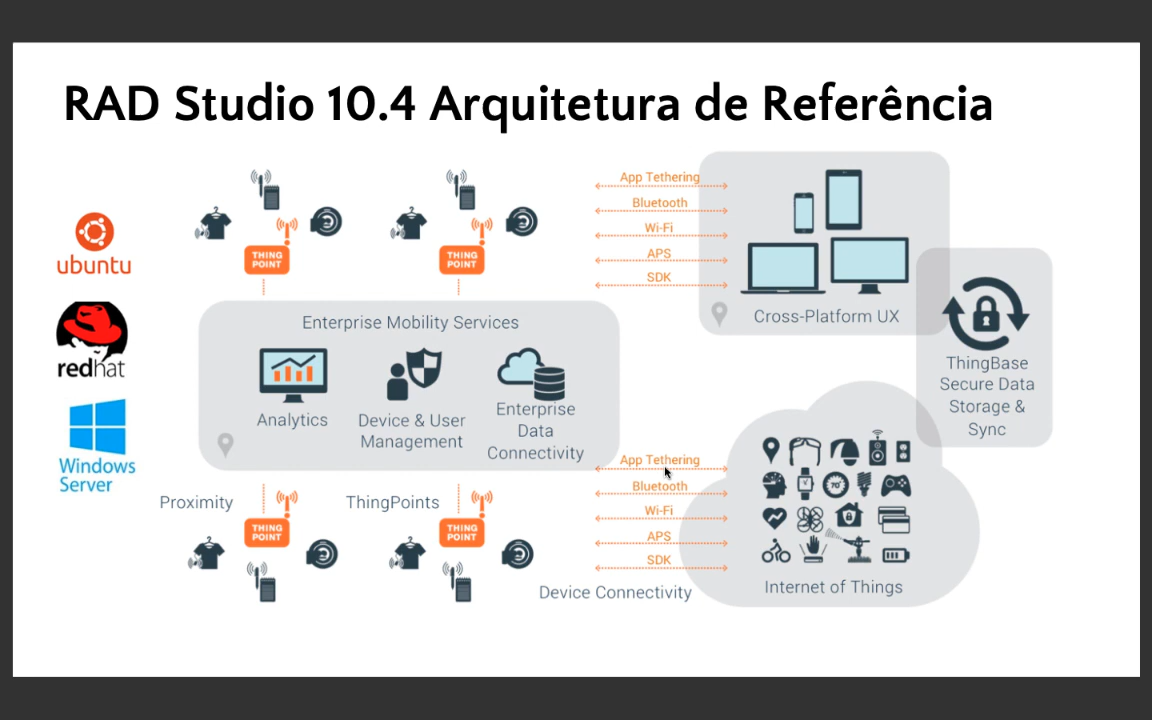 RAD Studio 10.4 Arquitetura de Referência
ubuntu
redhat
Windows
Server
THING
POINT
THING
POINT
App Tethering
Bluetooth
Wi-Fi
APS
SDK
Cross-Platform UX
ThingBase
Secure Data
Storage &
Sync
Enterprise Mobility Services
Analytics
Device & User
Management
Enterprise
Data
Connectivity
Proximity
ThingPoints
THING
POINT
THING
POINT
App Tethering
Bluetooth
Wi-Fi
APS
SDK
Device Connectivity
70°
Internet of Things